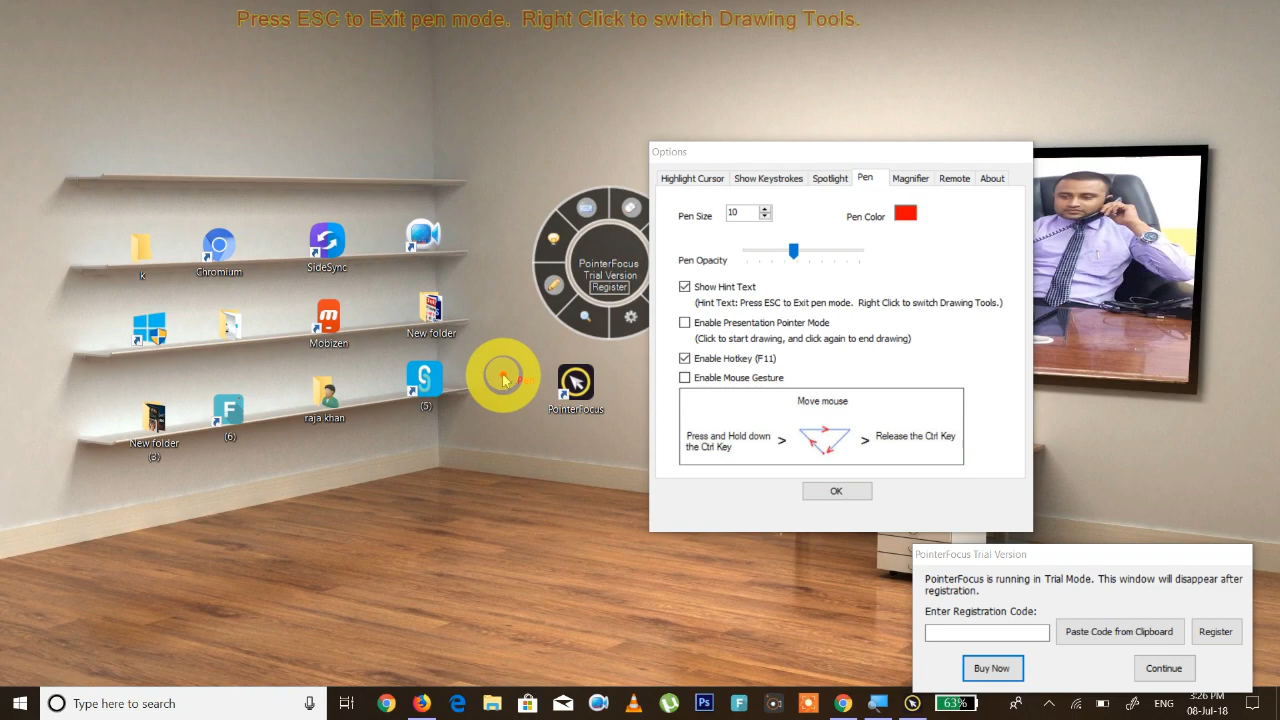 Press ESC to Exit pen mode.  Right Click to switch Drawing Tools.
Options
Highlight Cursor
Show Keystrokes
Spotlight
Pen
Magnifier
Remote
About
Pen Size
10
Pen Color
Pen Opacity
Show Hint Text
(Hint Text: Press ESC to Exit pen mode.  Right Click to switch Drawing Tools.)
Enable Presentation Pointer Mode
(Click to start drawing, and click again to end drawing)
Enable Hotkey (F11)
Enable Mouse Gesture
Move mouse
Press and Hold down
the Ctrl Key
>
>
Release the Ctrl Key
OK
PointerFocus
Trial Version
Register
K
Chromium
SideSync
Mobizen
New folder
New folder
(3)
F
(6)
raja khan
(5)
Pen
PointerFocus
PointerFocus Trial Version
PointerFocus is running in Trial Mode. This window will disappear after
registration.
Enter Registration Code:
Paste Code from Clipboard
Register
Buy Now
Continue
Type here to search
Ps
F
63%
ENG
3:26 PM
08-Jul-18